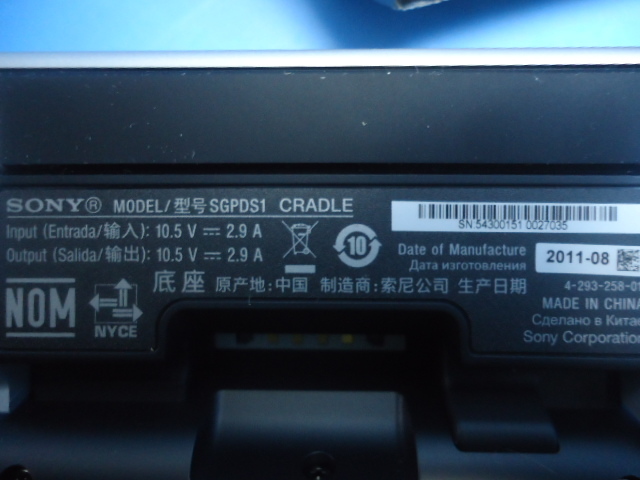 SONY® MODEL/型号 SGPDS1 CRADLE
Input (Entrada/输入): 10.5 V ⎓ 2.9 A
Output (Salida/输出): 10.5 V ⎓ 2.9 A
10
SN 54300151 0027035
Date of Manufacture
Дата изготовления
2011-08
底座 原产地:中国 制造商:索尼公司 生产日期
4-293-258-01
MADE IN CHINA
Сделано в Китае
Sony Corporation
NOM
NYCE